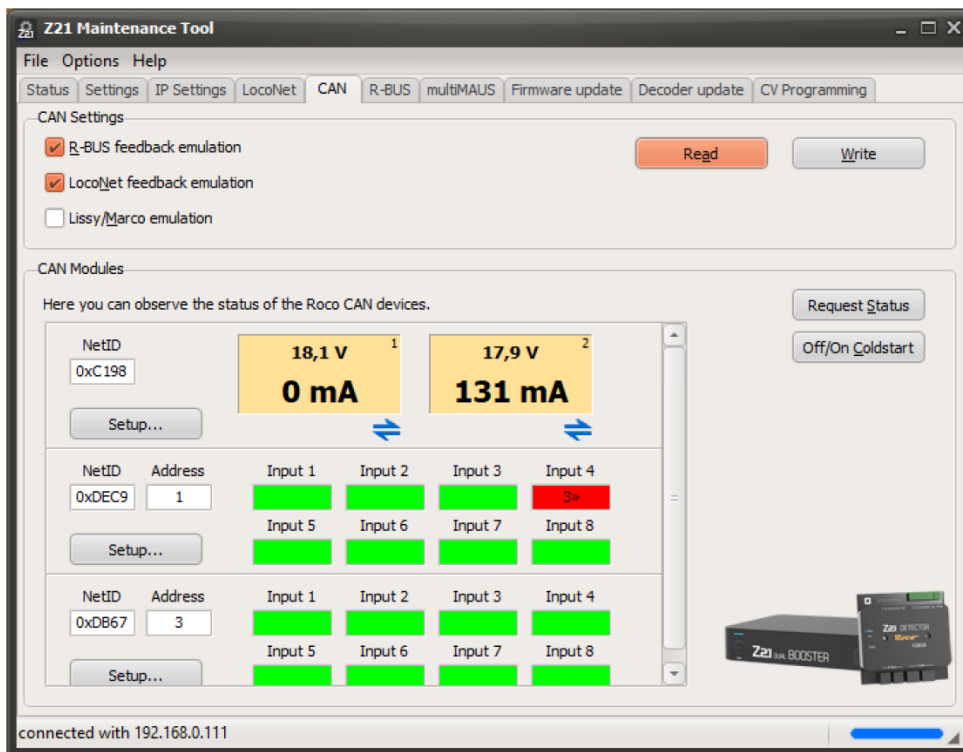 Z21 Maintenance Tool
File Options Help
Status Settings IP Settings LocoNet CAN R-BUS multiMAUS Firmware update Decoder update CV Programming
CAN Settings
R-BUS feedback emulation
Read Write
LocoNet feedback emulation
Lissy/Marco emulation
CAN Modules
Here you can observe the status of the Roco CAN devices.
Request Status
Off/On Coldstart
NetID
0xC198
Setup...
18,1 V 1
0 mA
17,9 V 2
131 mA
NetID Address Input 1 Input 2 Input 3 Input 4
0xDEC9 1 3»
Input 5 Input 6 Input 7 Input 8
Setup...
NetID Address Input 1 Input 2 Input 3 Input 4
0xDB67 3
Input 5 Input 6 Input 7 Input 8
Setup...
Z21 DUAL BOOSTER
Z21 DETECTOR
Roco
connected with 192.168.0.111